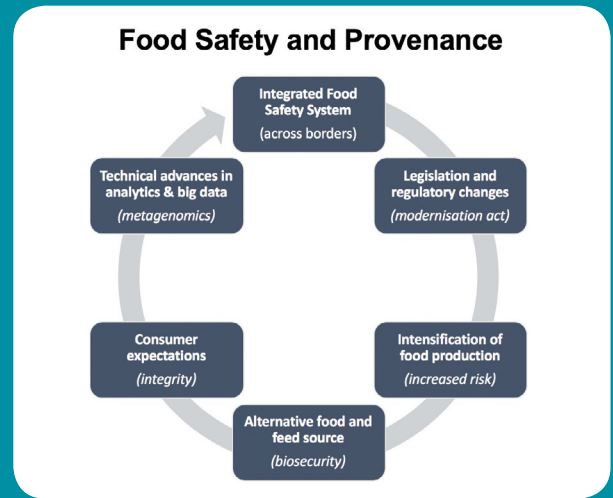 Food Safety and Provenance
Integrated Food
Safety System
(across borders)
Legislation and
regulatory changes
(modernisation act)
Intensification of
food production
(increased risk)
Alternative food and
feed source
(biosecurity)
Consumer
expectations
(integrity)
Technical advances in
analytics & big data
(metagenomics)